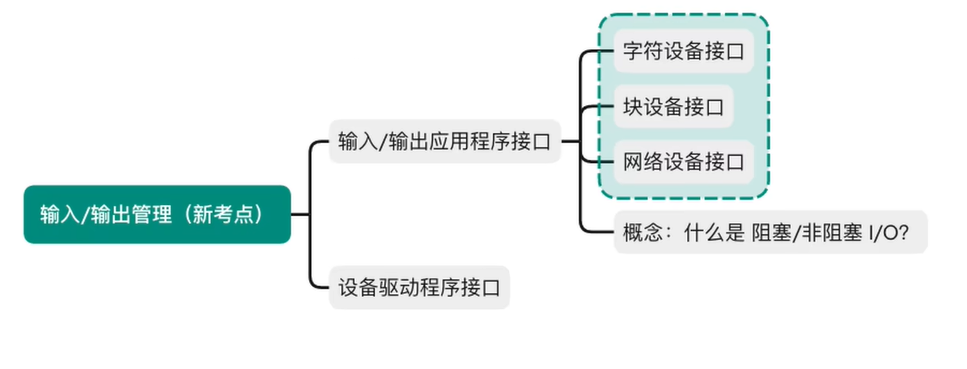 字符设备接口
块设备接口
输入/输出应用程序接口
网络设备接口
输入/输出管理（新考点）
概念：什么是 阻塞/非阻塞 I/O?
设备驱动程序接口